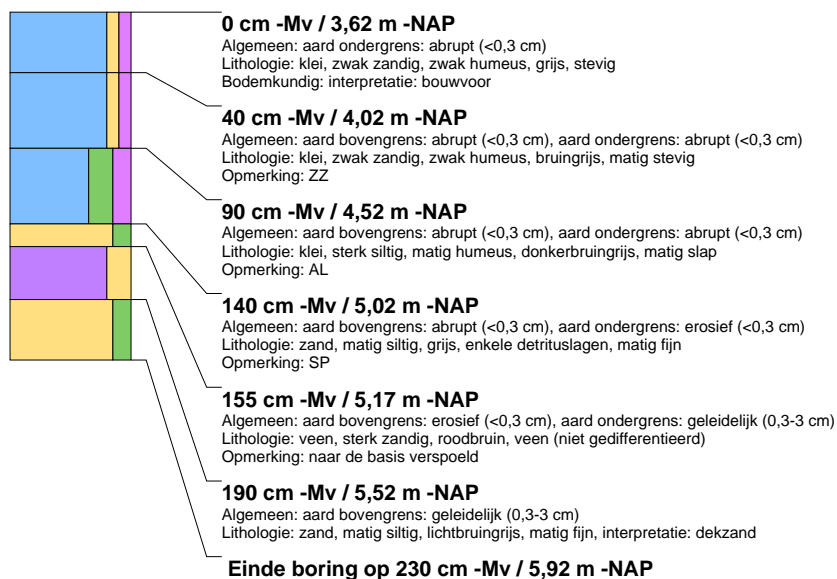 0 cm -Mv / 3,62 m -NAP
Algemeen: aard ondergrens: abrupt (<0,3 cm)
Lithologie: klei, zwak zandig, zwak humeus, grijs, stevig
Bodemkundig: interpretatie: bouwvoor
40 cm -Mv / 4,02 m -NAP
Algemeen: aard bovengrens: abrupt (<0,3 cm), aard ondergrens: abrupt (<0,3 cm)
Lithologie: klei, zwak zandig, zwak humeus, bruingrijs, matig stevig
Opmerking: ZZ
90 cm -Mv / 4,52 m -NAP
Algemeen: aard bovengrens: abrupt (<0,3 cm), aard ondergrens: abrupt (<0,3 cm)
Lithologie: klei, sterk siltig, matig humeus, donkerbruingrijs, matig slap
Opmerking: AL
140 cm -Mv / 5,02 m -NAP
Algemeen: aard bovengrens: abrupt (<0,3 cm), aard ondergrens: erosief (<0,3 cm)
Lithologie: zand, matig siltig, grijs, enkele detrituslagen, matig fijn
Opmerking: SP
155 cm -Mv / 5,17 m -NAP
Algemeen: aard bovengrens: erosief (<0,3 cm), aard ondergrens: geleidelijk (0,3-3 cm)
Lithologie: veen, sterk zandig, roodbruin, veen (niet gedifferentieerd)
Opmerking: naar de basis verspoeld
190 cm -Mv / 5,52 m -NAP
Algemeen: aard bovengrens: geleidelijk (0,3-3 cm)
Lithologie: zand, matig siltig, lichtbruingrijs, matig fijn, interpretatie: dekzand
Einde boring op 230 cm -Mv / 5,92 m -NAP